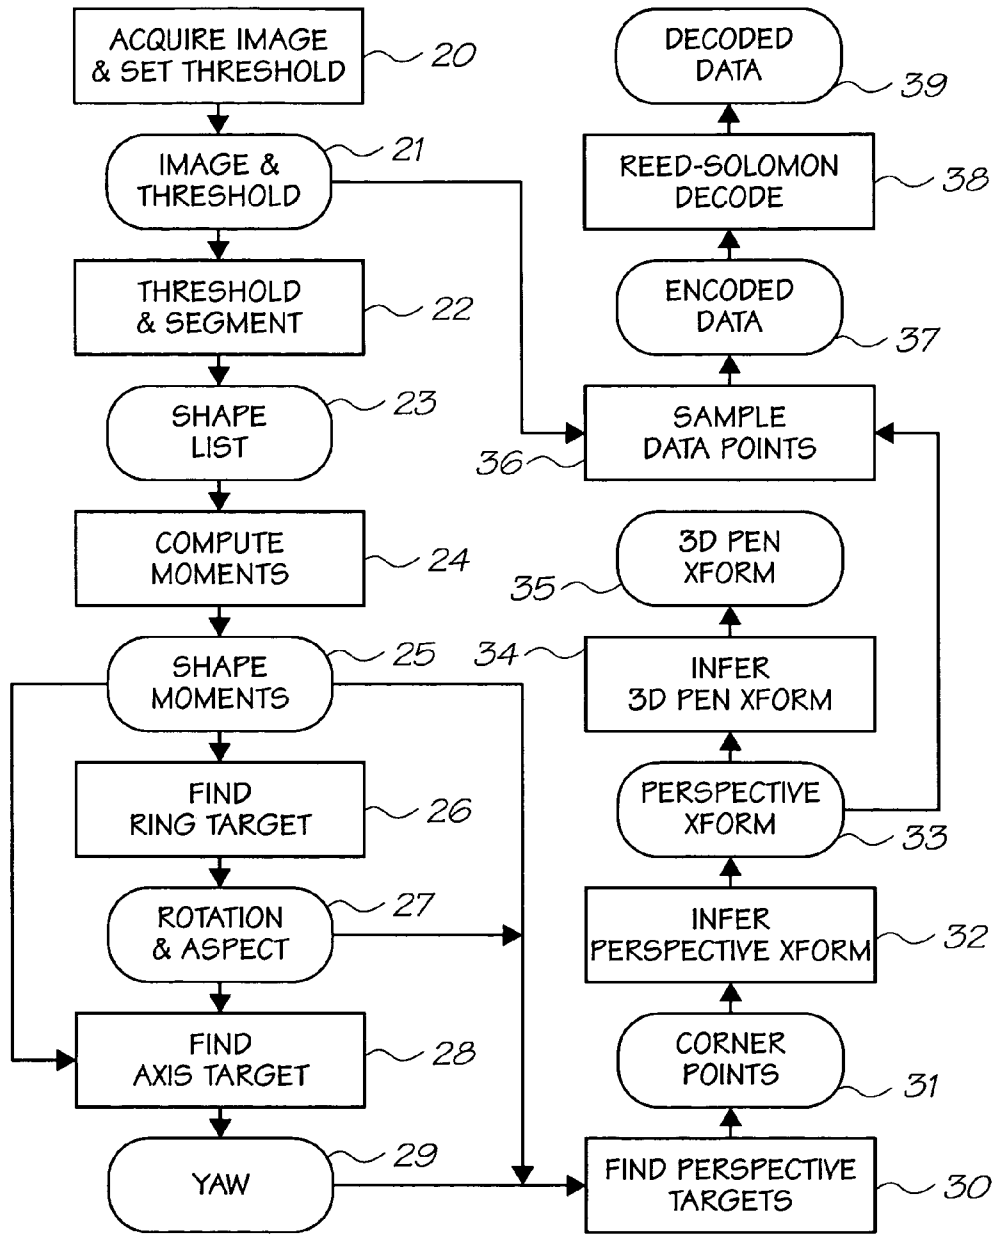 ACQUIRE IMAGE
& SET THRESHOLD
20
IMAGE &
THRESHOLD
21
THRESHOLD
& SEGMENT
22
SHAPE
LIST
23
COMPUTE
MOMENTS
24
SHAPE
MOMENTS
25
FIND
RING TARGET
26
ROTATION
& ASPECT
27
FIND
AXIS TARGET
28
YAW
29
FIND PERSPECTIVE
TARGETS
30
CORNER
POINTS
31
INFER
PERSPECTIVE XFORM
32
PERSPECTIVE
XFORM
33
INFER
3D PEN XFORM
34
3D PEN
XFORM
35
SAMPLE
DATA POINTS
36
ENCODED
DATA
37
REED-SOLOMON
DECODE
38
DECODED
DATA
39